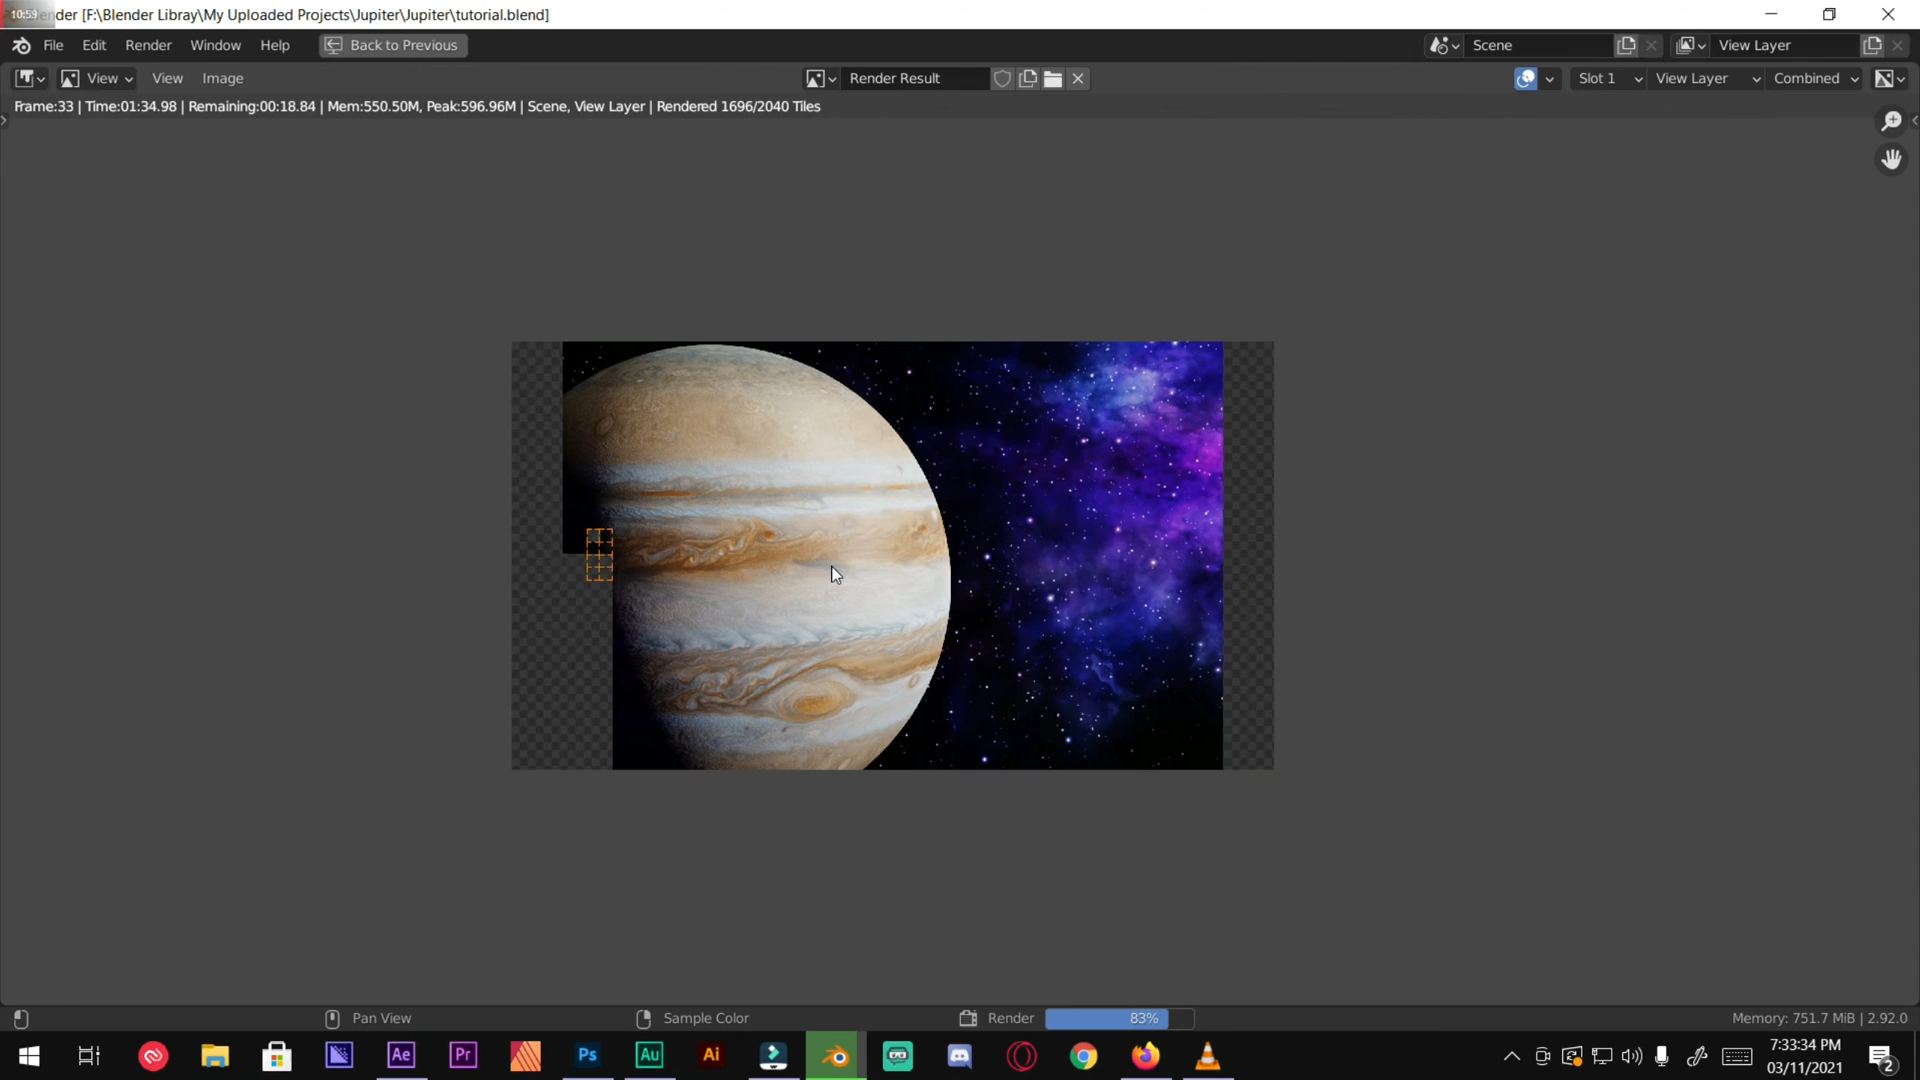 10:59 nder [F:\Blender Libray\My Uploaded Projects\Jupiter\Jupiter\tutorial.blend]
File Edit Render Window Help Back to Previous Scene View Layer
View View Image Render Result Slot 1 View Layer Combined
Frame:33 | Time:01:34.98 | Remaining:00:18.84 | Mem:550.50M, Peak:596.96M | Scene, View Layer | Rendered 1696/2040 Tiles
Pan View Sample Color Render 83% Memory: 751.7 MiB | 2.92.0
Ae Pr Ps Au Ai 7:33:34 PM
03/11/2021 2